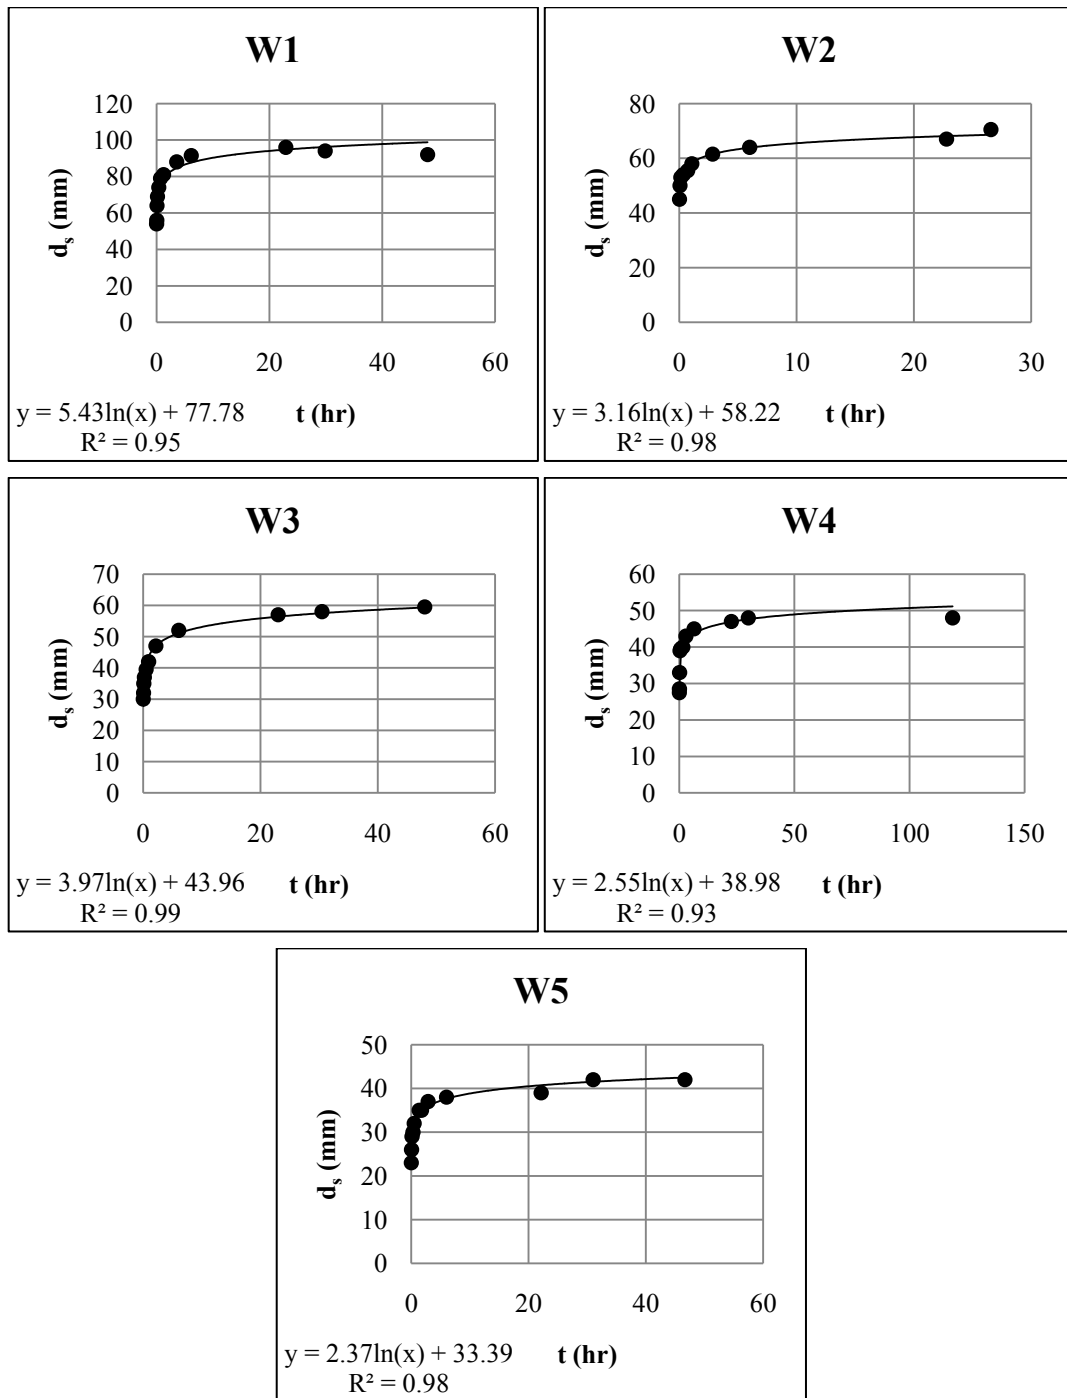 W1
120
100
80
60
40
20
0
dₛ (mm)
0 20 40 60
y = 5.43ln(x) + 77.78
R² = 0.95
t (hr)
W2
80
60
40
20
0
dₛ (mm)
0 10 20 30
y = 3.16ln(x) + 58.22
R² = 0.98
t (hr)
W3
70
60
50
40
30
20
10
0
dₛ (mm)
0 20 40 60
y = 3.97ln(x) + 43.96
R² = 0.99
t (hr)
W4
60
50
40
30
20
10
0
dₛ (mm)
0 50 100 150
y = 2.55ln(x) + 38.98
R² = 0.93
t (hr)
W5
50
40
30
20
10
0
dₛ (mm)
0 20 40 60
y = 2.37ln(x) + 33.39
R² = 0.98
t (hr)